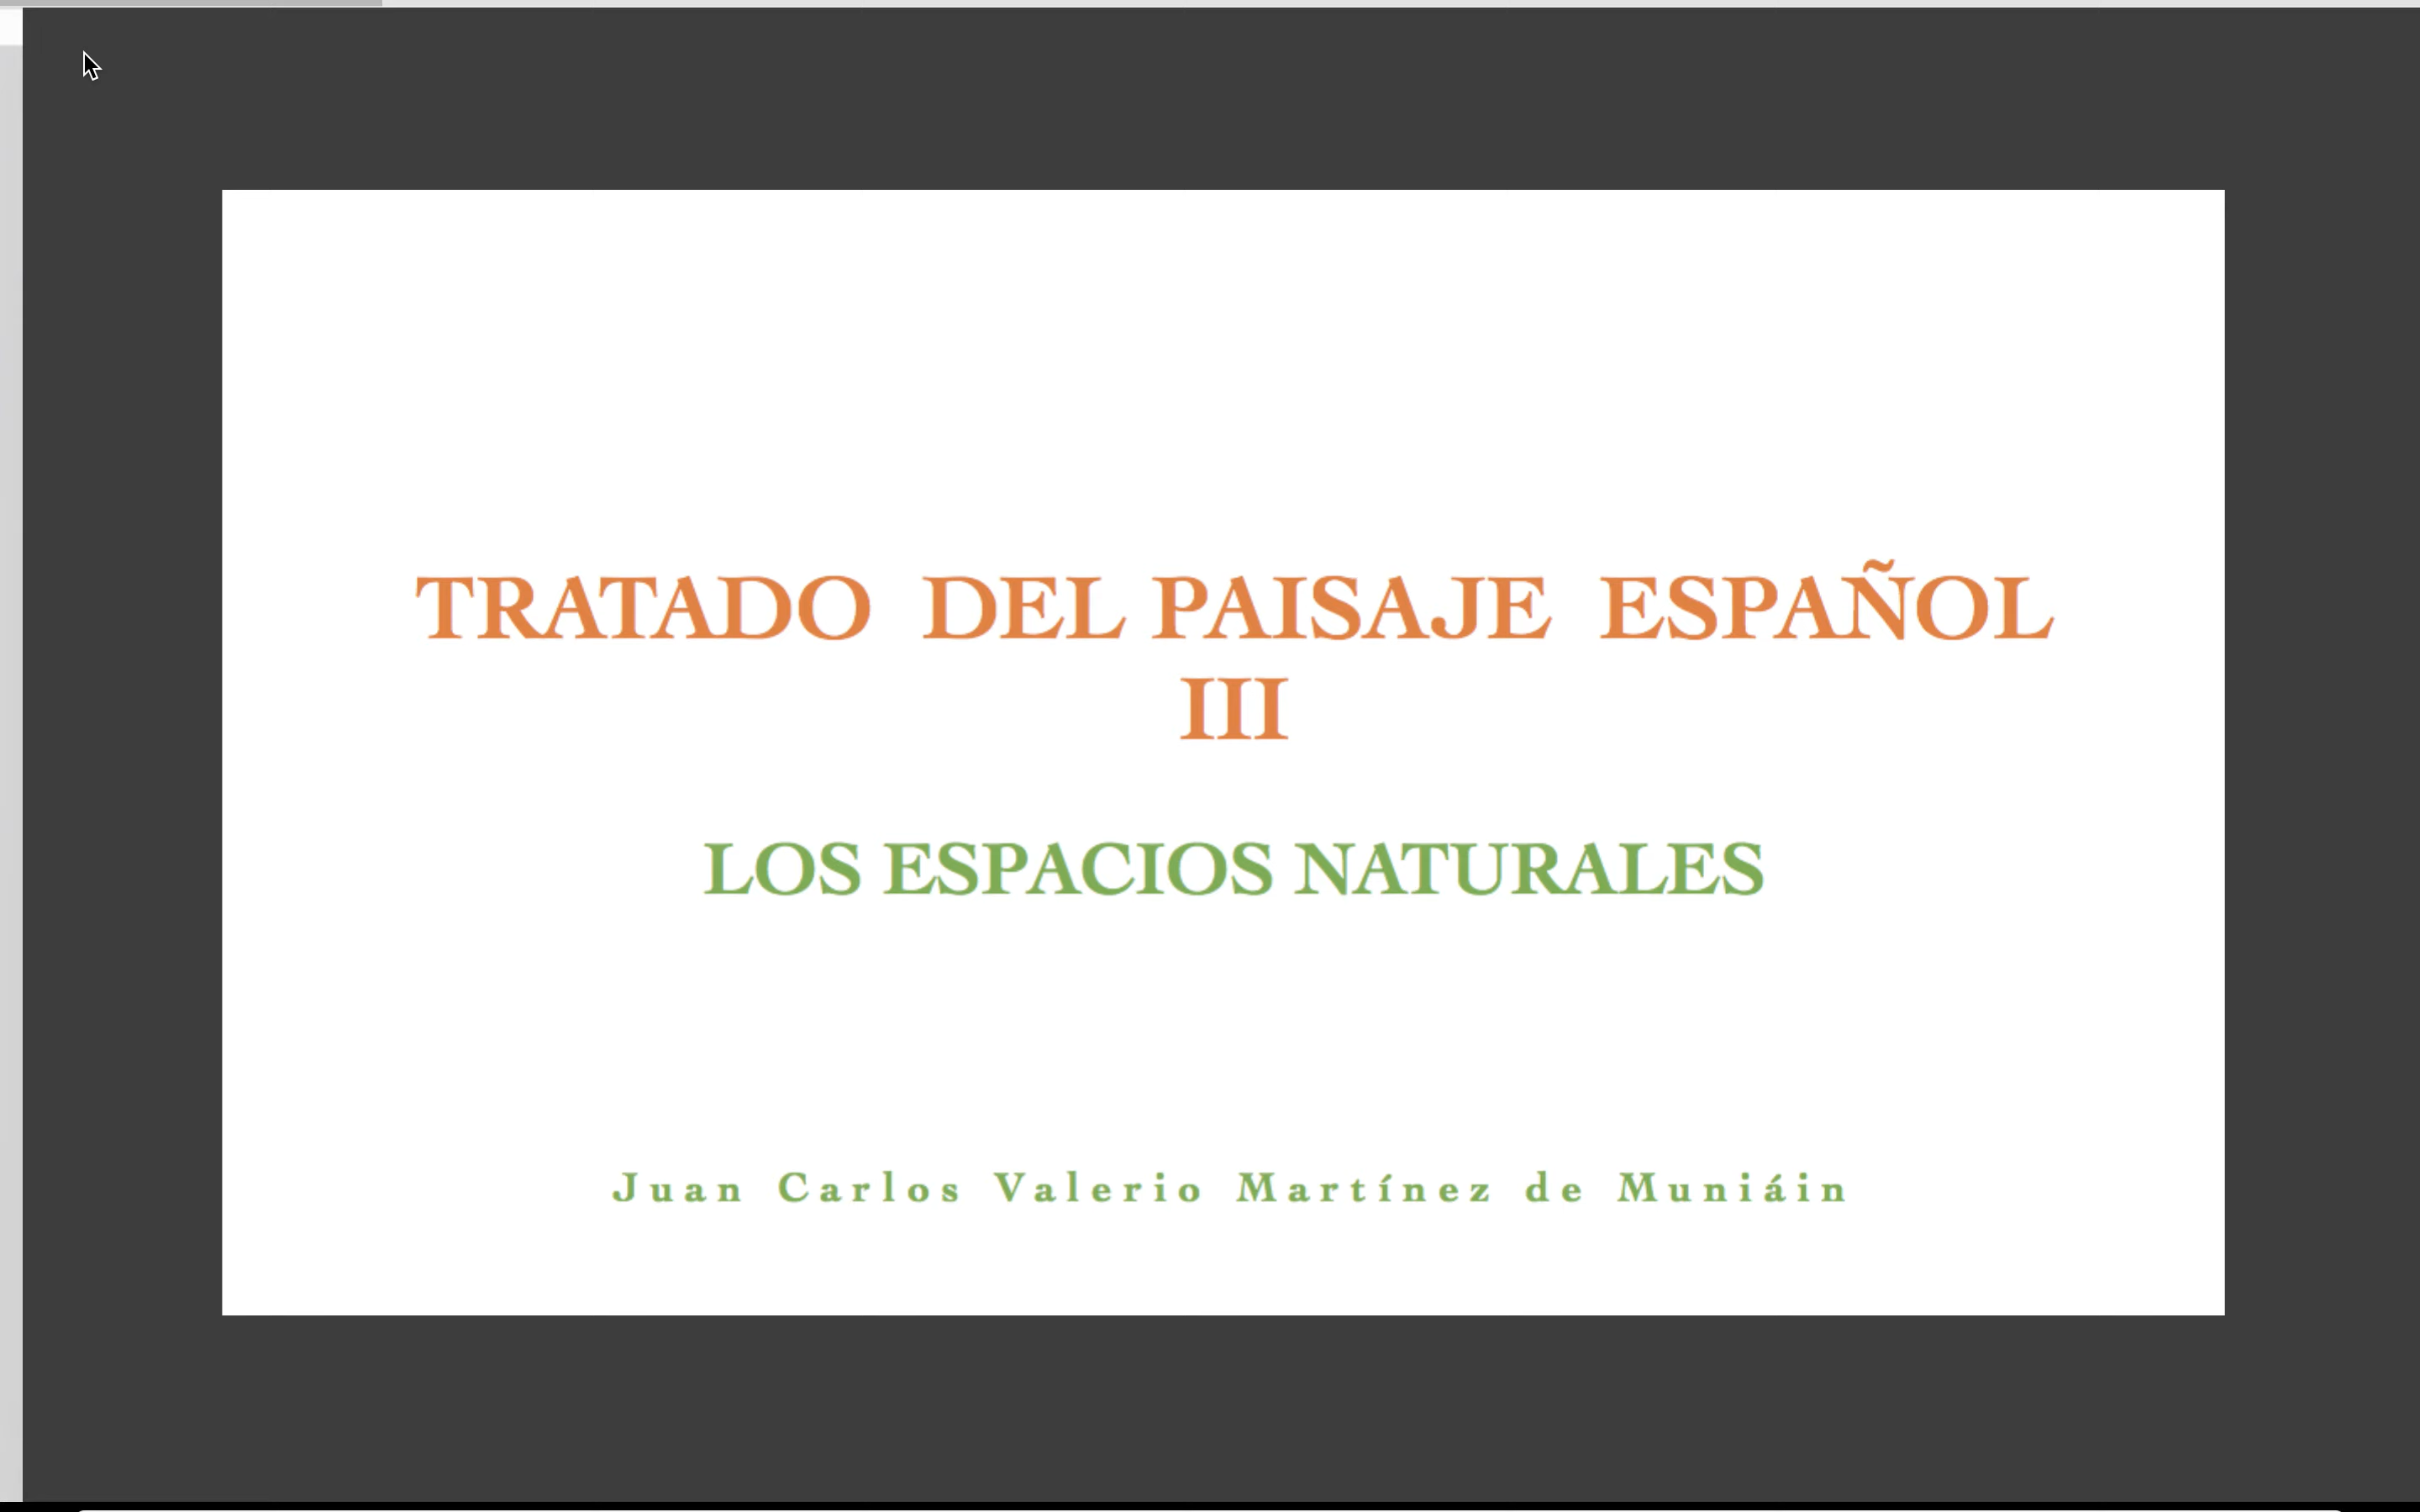 TRATADO DEL PAISAJE ESPAÑOL
III
LOS ESPACIOS NATURALES
Juan Carlos Valerio Martínez de Muniáin